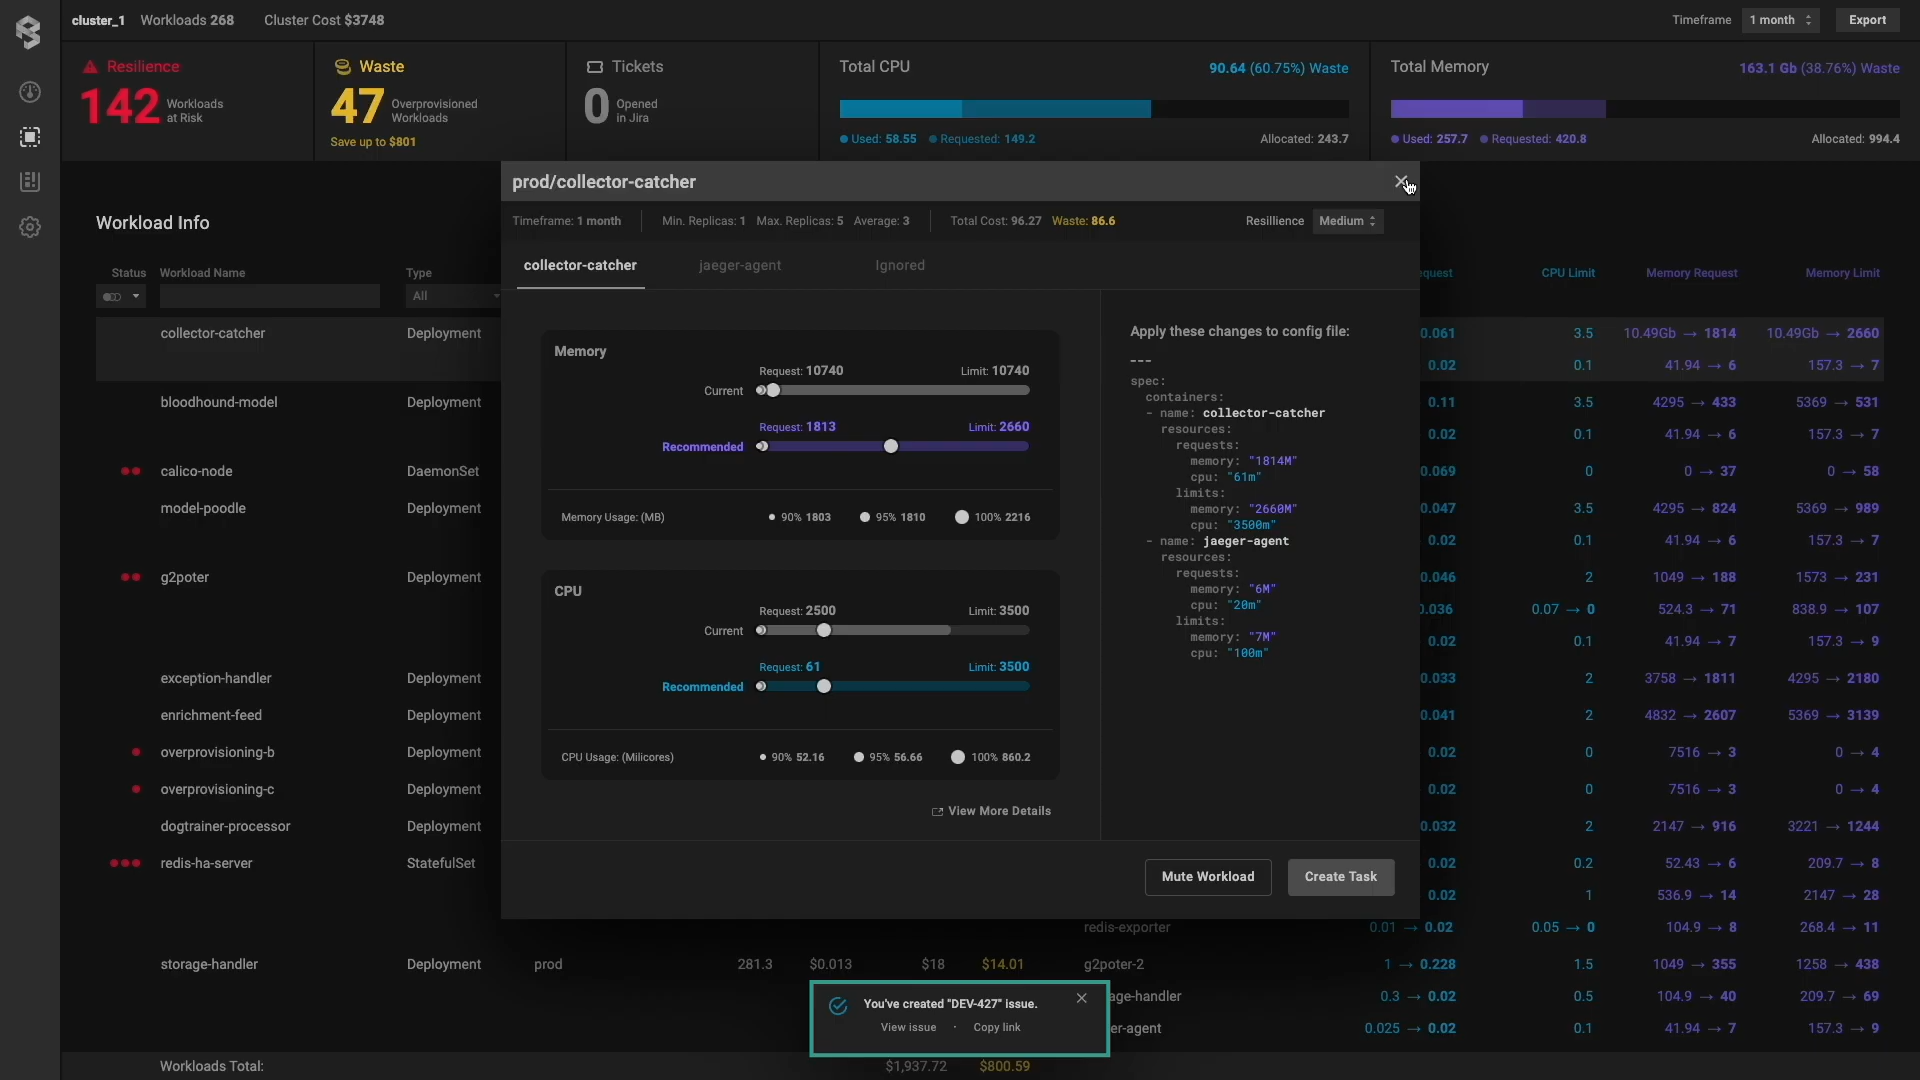 cluster_1 Workloads 268 Cluster Cost $3748 Timeframe 1 month Export
Resilience
142 Workloads at Risk
Waste
47 Overprovisioned Workloads
Save up to $801
Tickets
0 Opened in Jira
Total CPU 90.64 (60.75%) Waste
Used: 58.55 Requested: 149.2 Allocated: 243.7
Total Memory 163.1 Gb (38.76%) Waste
Used: 257.7 Requested: 420.8 Allocated: 994.4
Workload Info
Status Workload Name Type
All
collector-catcher Deployment
bloodhound-model Deployment
calico-node DaemonSet
model-poodle Deployment
g2poter Deployment
exception-handler Deployment
enrichment-feed Deployment
overprovisioning-b Deployment
overprovisioning-c Deployment
dogtrainer-processor Deployment
redis-ha-server StatefulSet
storage-handler Deployment prod 281.3 $0.013 $18 $14.01 g2poter-2 1 → 0.228 1.5 1049 → 355 1258 → 438
Workloads Total: $1,937.72 $800.59
prod/collector-catcher
Timeframe: 1 month Min. Replicas: 1 Max. Replicas: 5 Average: 3 Total Cost: 96.27 Waste: 86.6 Resillience Medium
collector-catcher jaeger-agent Ignored
Memory
Request: 10740 Limit: 10740
Current
Request: 1813 Limit: 2660
Recommended
Memory Usage: (MB) 90% 1803 95% 1810 100% 2216
CPU
Request: 2500 Limit: 3500
Current
Request: 61 Limit: 3500
Recommended
CPU Usage: (Milicores) 90% 52.16 95% 56.66 100% 860.2
View More Details
Apply these changes to config file:
---
spec:
containers:
- name: collector-catcher
resources:
requests:
memory: "1814M"
cpu: "61m"
limits:
memory: "2660M"
cpu: "3500m"
- name: jaeger-agent
resources:
requests:
memory: "6M"
cpu: "20m"
limits:
memory: "7M"
cpu: "100m"
Mute Workload Create Task
quest CPU Limit Memory Request Memory Limit
0.061 3.5 10.49Gb → 1814 10.49Gb → 2660
0.02 0.1 41.94 → 6 157.3 → 7
0.11 3.5 4295 → 433 5369 → 531
0.02 0.1 41.94 → 6 157.3 → 7
0.069 0 0 → 37 0 → 58
0.047 3.5 4295 → 824 5369 → 989
0.02 0.1 41.94 → 6 157.3 → 7
0.046 2 1049 → 188 1573 → 231
0.036 0.07 → 0 524.3 → 71 838.9 → 107
0.02 0.1 41.94 → 7 157.3 → 9
0.033 2 3758 → 1811 4295 → 2180
0.041 2 4832 → 2607 5369 → 3139
0.02 0 7516 → 3 0 → 4
0.02 0 7516 → 3 0 → 4
0.032 2 2147 → 916 3221 → 1244
0.02 0.2 52.43 → 6 209.7 → 8
0.02 1 536.9 → 14 2147 → 28
redis-exporter 0.01 → 0.02 0.05 → 0 104.9 → 8 268.4 → 11
age-handler 0.3 → 0.02 0.5 104.9 → 40 209.7 → 69
er-agent 0.025 → 0.02 0.1 41.94 → 7 157.3 → 9
You've created "DEV-427" issue.
View issue · Copy link